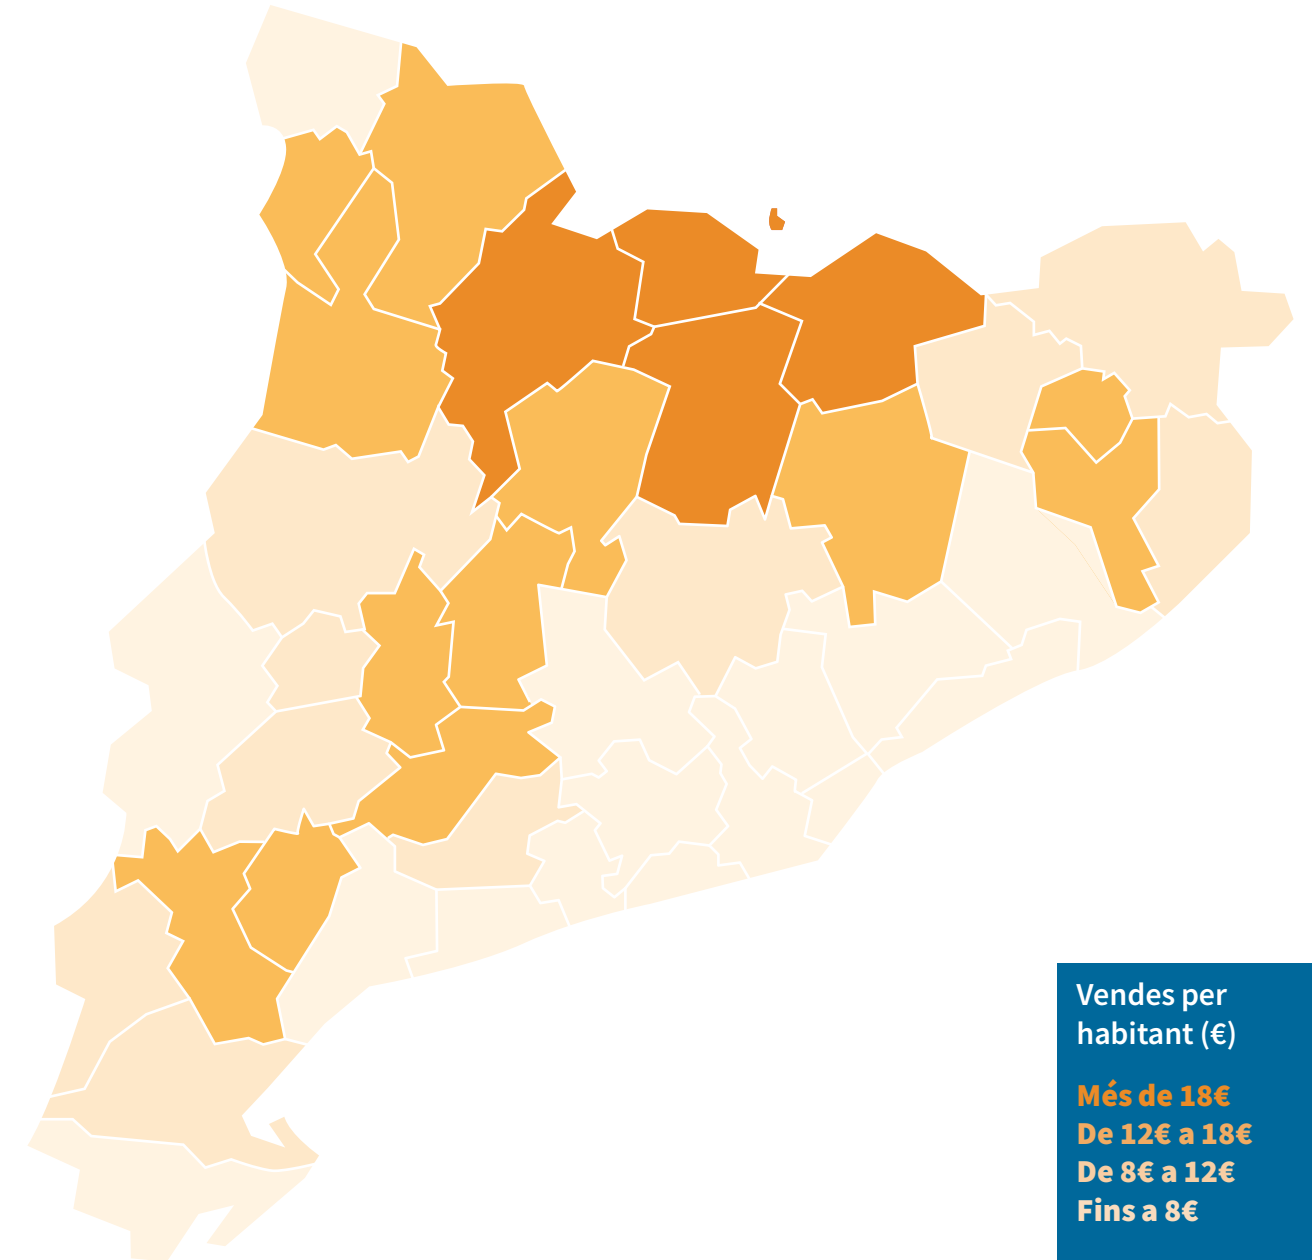 Vendes per
habitant (€)
Més de 18€
De 12€ a 18€
De 8€ a 12€
Fins a 8€